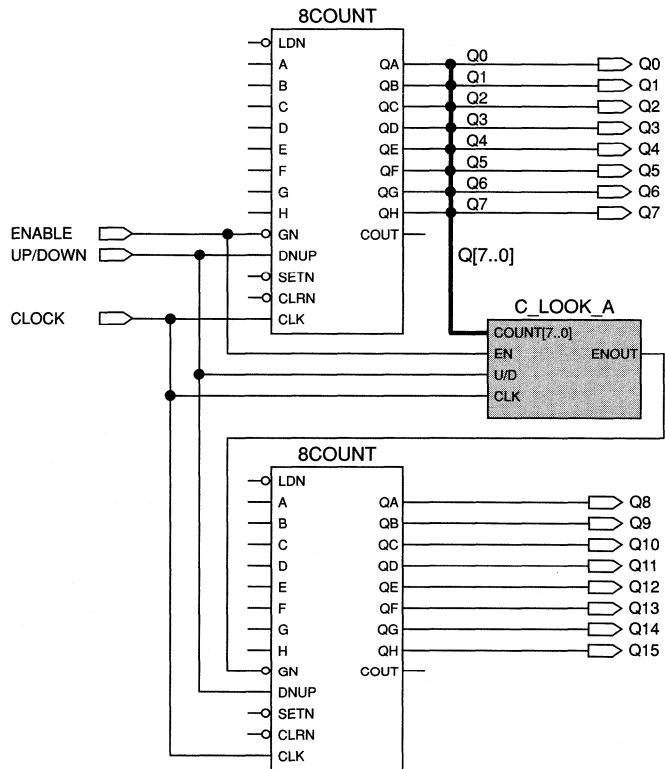 8COUNT
LDN
A QA Q0 Q0
B QB Q1 Q1
C QC Q2 Q2
D QD Q3 Q3
E QE Q4 Q4
F QF Q5 Q5
G QG Q6 Q6
H QH Q7 Q7
ENABLE GN COUT
UP/DOWN DNUP Q[7..0]
SETN
CLRN C_LOOK_A
CLOCK CLK
COUNT[7..0]
EN ENOUT
U/D
CLK
8COUNT
LDN
A QA Q8
B QB Q9
C QC Q10
D QD Q11
E QE Q12
F QF Q13
G QG Q14
H QH Q15
GN COUT
DNUP
SETN
CLRN
CLK